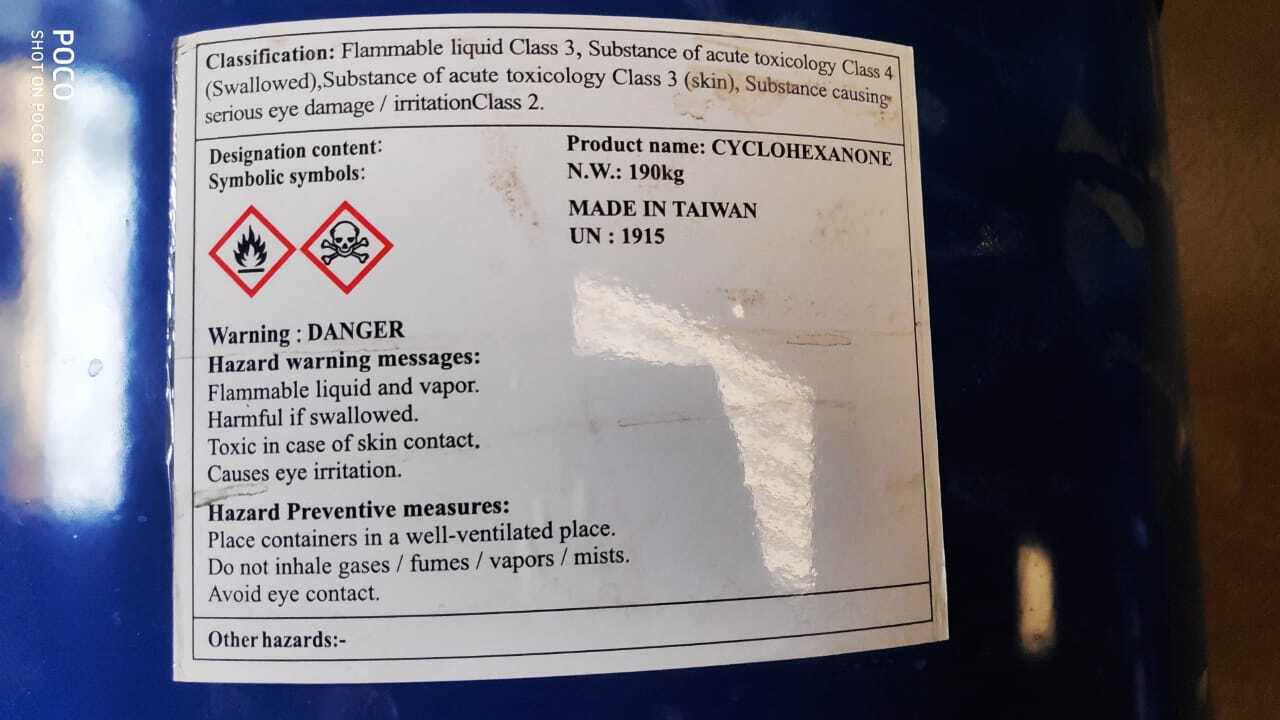 Classification: Flammable liquid Class 3, Substance of acute toxicology Class 4
(Swallowed),Substance of acute toxicology Class 3 (skin), Substance causing
serious eye damage / irritationClass 2.
Designation content:
Symbolic symbols:
Product name: CYCLOHEXANONE
N.W.: 190kg
MADE IN TAIWAN
UN : 1915
Warning : DANGER
Hazard warning messages:
Flammable liquid and vapor.
Harmful if swallowed.
Toxic in case of skin contact.
Causes eye irritation.
Hazard Preventive measures:
Place containers in a well-ventilated place.
Do not inhale gases / fumes / vapors / mists.
Avoid eye contact.
Other hazards:-
POCO
SHOT ON POCO F1